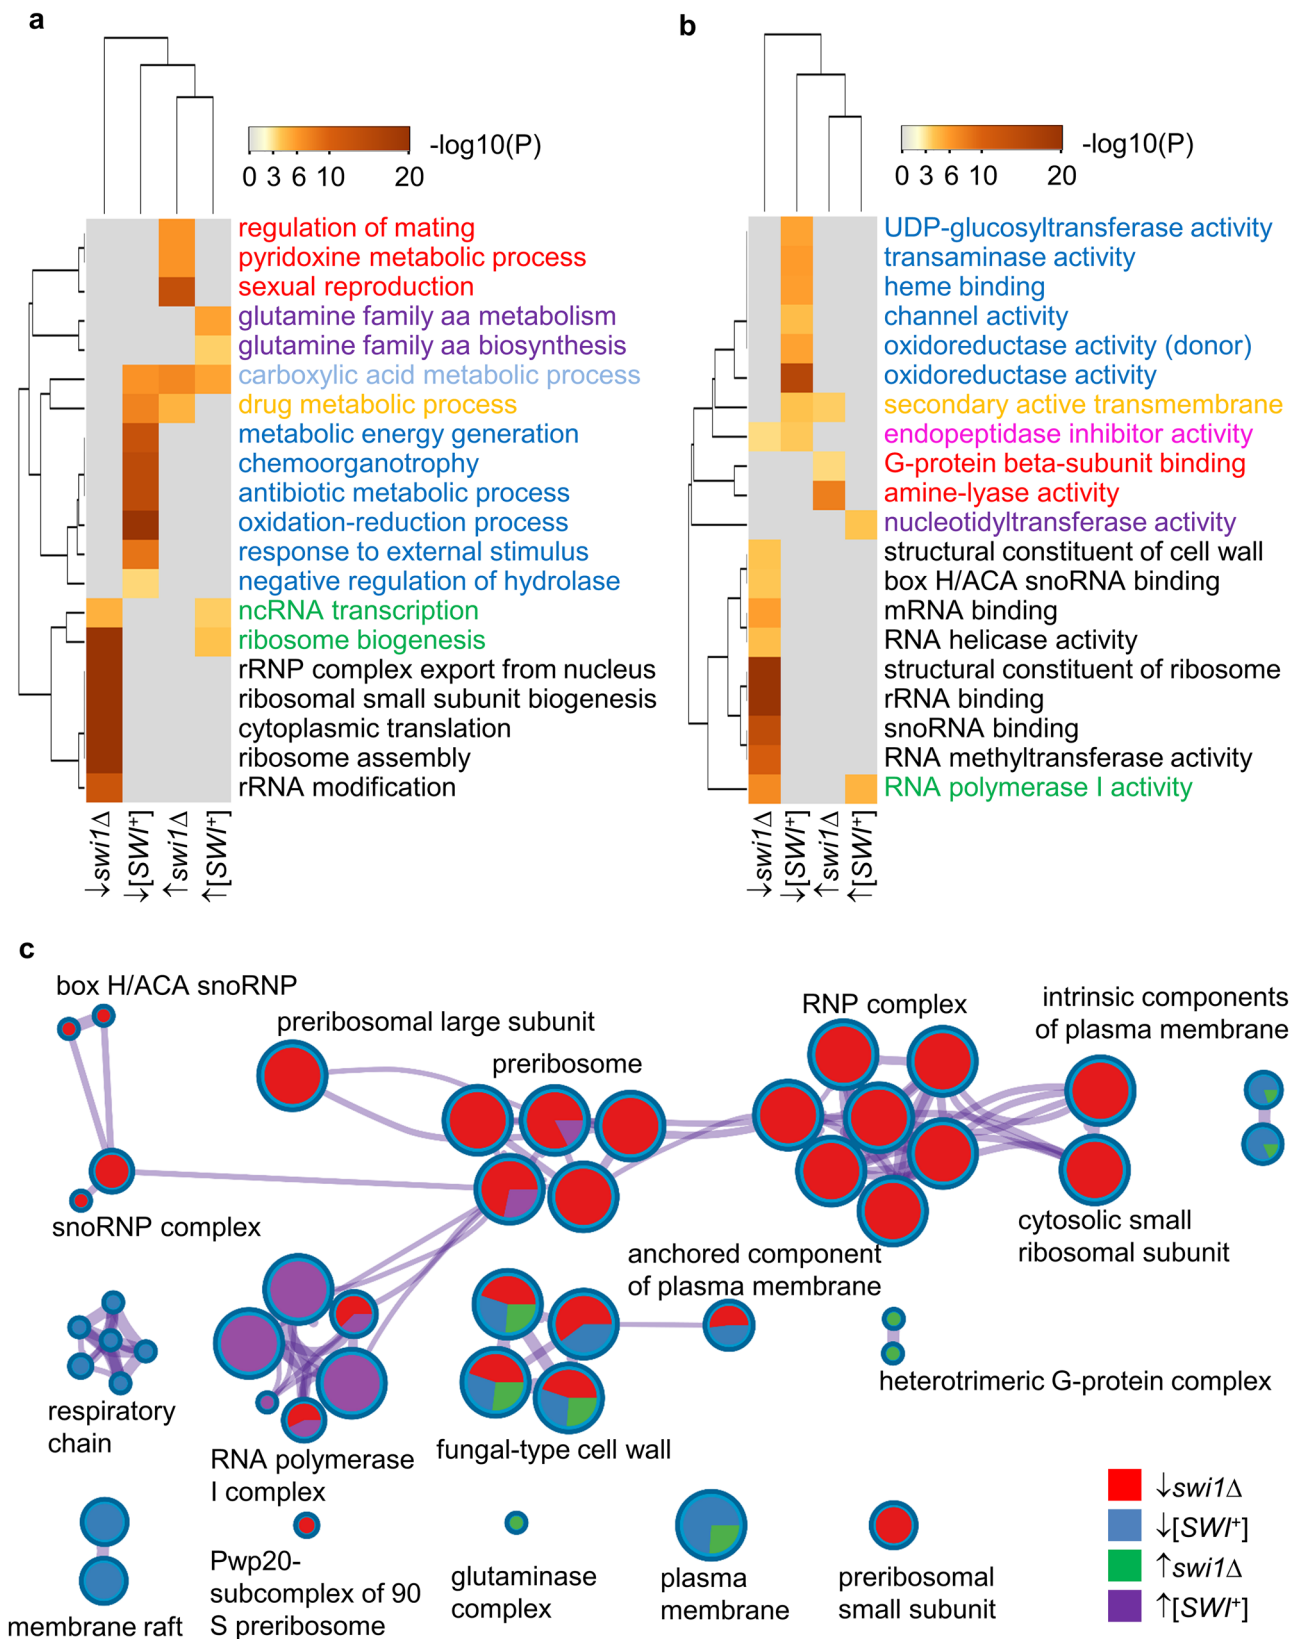 a
-log10(P)
0 3 6 10 20
regulation of mating
pyridoxine metabolic process
sexual reproduction
glutamine family aa metabolism
glutamine family aa biosynthesis
carboxylic acid metabolic process
drug metabolic process
metabolic energy generation
chemoorganotrophy
antibiotic metabolic process
oxidation-reduction process
response to external stimulus
negative regulation of hydrolase
ncRNA transcription
ribosome biogenesis
rRNP complex export from nucleus
ribosomal small subunit biogenesis
cytoplasmic translation
ribosome assembly
rRNA modification
↓swi1Δ
↓[SWI⁺]
↑swi1Δ
↑[SWI⁺]
b
-log10(P)
0 3 6 10 20
UDP-glucosyltransferase activity
transaminase activity
heme binding
channel activity
oxidoreductase activity (donor)
oxidoreductase activity
secondary active transmembrane
endopeptidase inhibitor activity
G-protein beta-subunit binding
amine-lyase activity
nucleotidyltransferase activity
structural constituent of cell wall
box H/ACA snoRNA binding
mRNA binding
RNA helicase activity
structural constituent of ribosome
rRNA binding
snoRNA binding
RNA methyltransferase activity
RNA polymerase I activity
↓swi1Δ
↓[SWI⁺]
↑swi1Δ
↑[SWI⁺]
c
box H/ACA snoRNP
preribosomal large subunit
preribosome
RNP complex
intrinsic components
of plasma membrane
snoRNP complex
cytosolic small
ribosomal subunit
anchored component
of plasma membrane
heterotrimeric G-protein complex
respiratory
chain
RNA polymerase
I complex
fungal-type cell wall
membrane raft
Pwp20-
subcomplex of 90
S preribosome
glutaminase
complex
plasma
membrane
preribosomal
small subunit
↓swi1Δ
↓[SWI⁺]
↑swi1Δ
↑[SWI⁺]